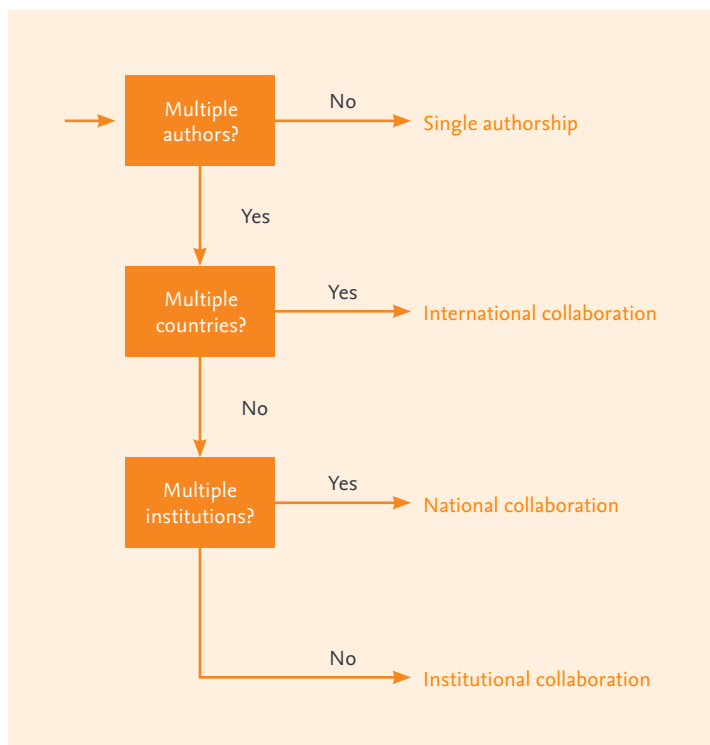 Multiple
authors?
No
Single authorship
Yes
Multiple
countries?
Yes
International collaboration
No
Multiple
institutions?
Yes
National collaboration
No
Institutional collaboration